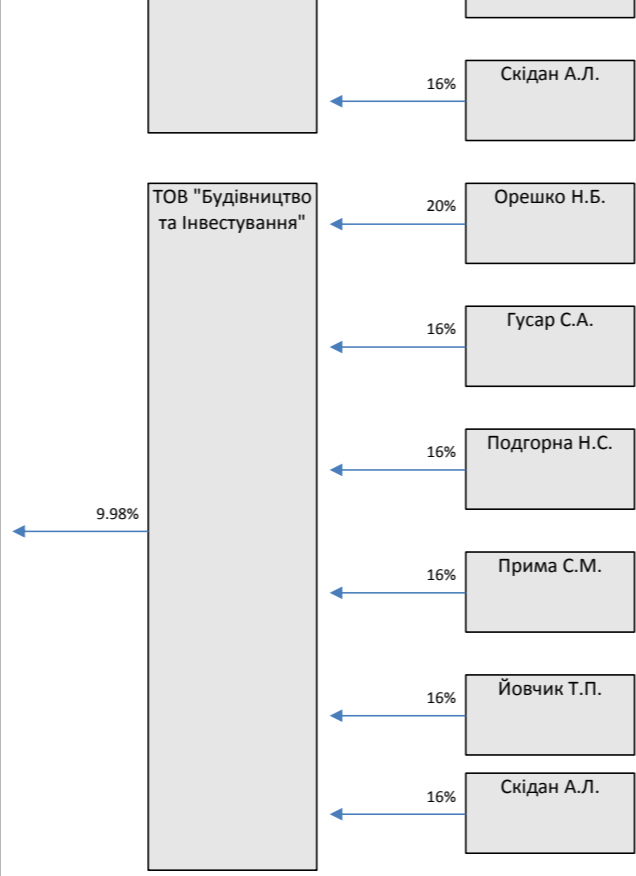 16%
Скідан А.Л.
ТОВ "Будівництво
та Інвестування"
20%
Орешко Н.Б.
16%
Гусар С.А.
16%
Подгорна Н.С.
9.98%
16%
Прима С.М.
16%
Йовчик Т.П.
16%
Скідан А.Л.